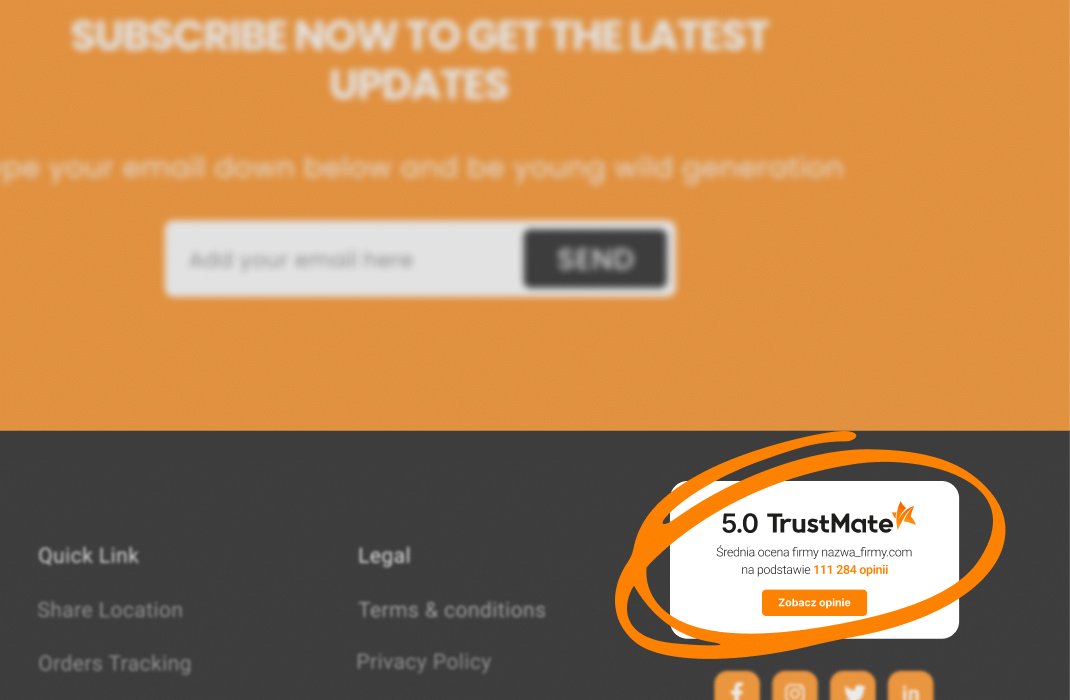 SUBSCRIBE NOW TO GET THE LATEST
UPDATES
your email down below and be young wild generation
Add your email here
SEND
Quick Link
Share Location
Orders Tracking
Legal
Terms & conditions
Privacy Policy
5.0 TrustMate
Średnia ocena firmy nazwa_firmy.com
na podstawie 111 284 opinii
Zobacz opinie